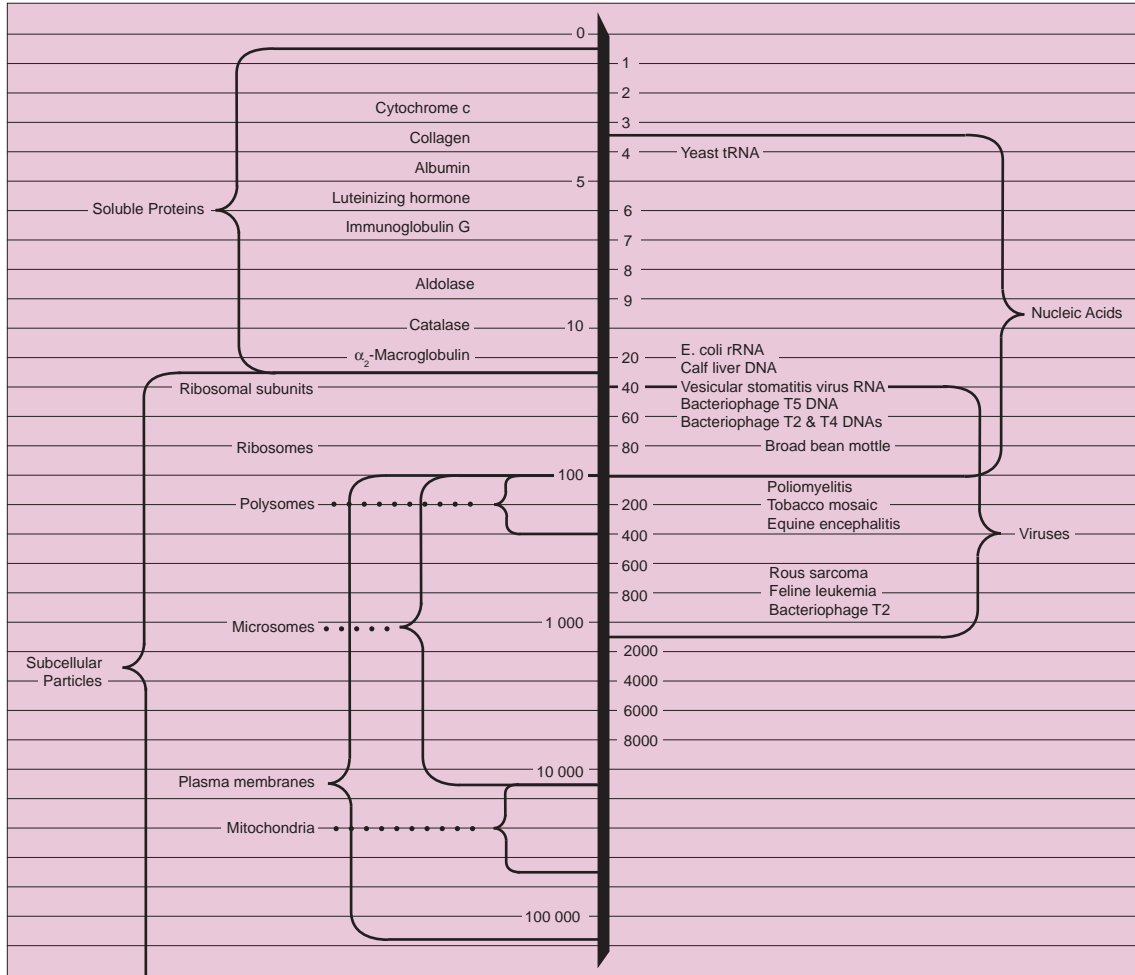 0
1
2
Cytochrome c
3
Collagen
4 Yeast tRNA
Albumin
5
Luteinizing hormone
Soluble Proteins
6
Immunoglobulin G
7
8
Aldolase
9
Nucleic Acids
Catalase
10
E. coli rRNA
α2-Macroglobulin
20
Calf liver DNA
Ribosomal subunits
40 Vesicular stomatitis virus RNA
Bacteriophage T5 DNA
60
Bacteriophage T2 & T4 DNAs
Ribosomes
80
Broad bean mottle
100
Poliomyelitis
Polysomes
200
Tobacco mosaic
Equine encephalitis
400
Viruses
600
Rous sarcoma
Feline leukemia
800
Bacteriophage T2
Microsomes
1 000
2000
Subcellular
Particles
4000
6000
8000
10 000
Plasma membranes
Mitochondria
100 000